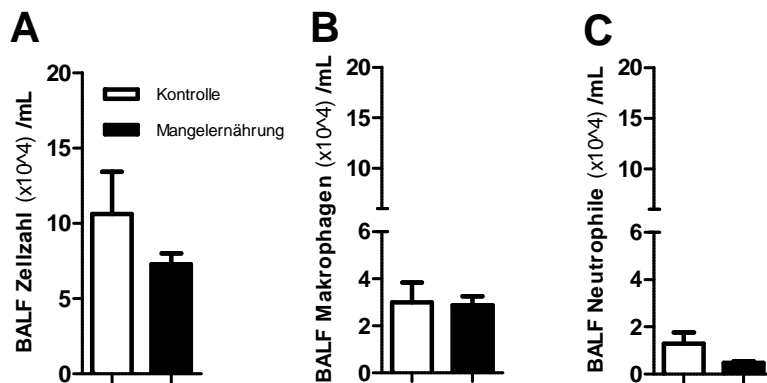 A
BALF Zellzahl (x10^4) /mL
20
15
10
5
0
Kontrolle
Mangelernährung
B
BALF Makrophagen (x10^4) /mL
20
15
10
6
4
2
0
C
BALF Neutrophile (x10^4) /mL
20
15
10
6
4
2
0